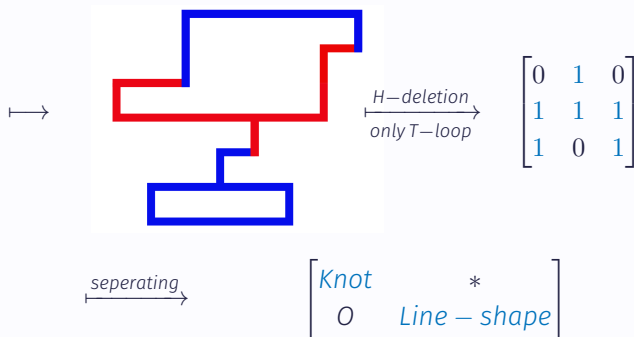 ↦ H−deletion only T−loop ↦
0 1 0
1 1 1
1 0 1
seperating ↦
Knot *
O Line − shape